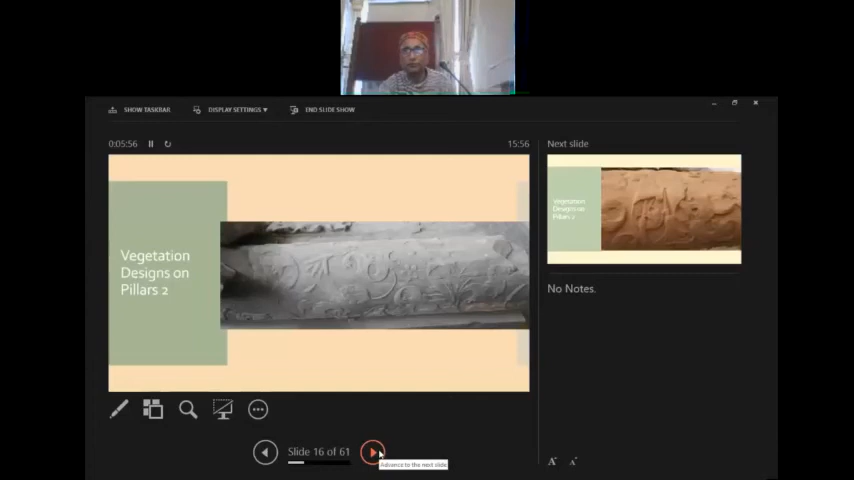 SHOW TASKBAR
DISPLAY SETTINGS
END SLIDE SHOW
0:05:56
15:56
Next slide
Vegetation
Designs on
Pillars 2
Vegetation
Designs on
Pillars 2
No Notes.
Slide 16 of 61
Advance to the next slide
A A